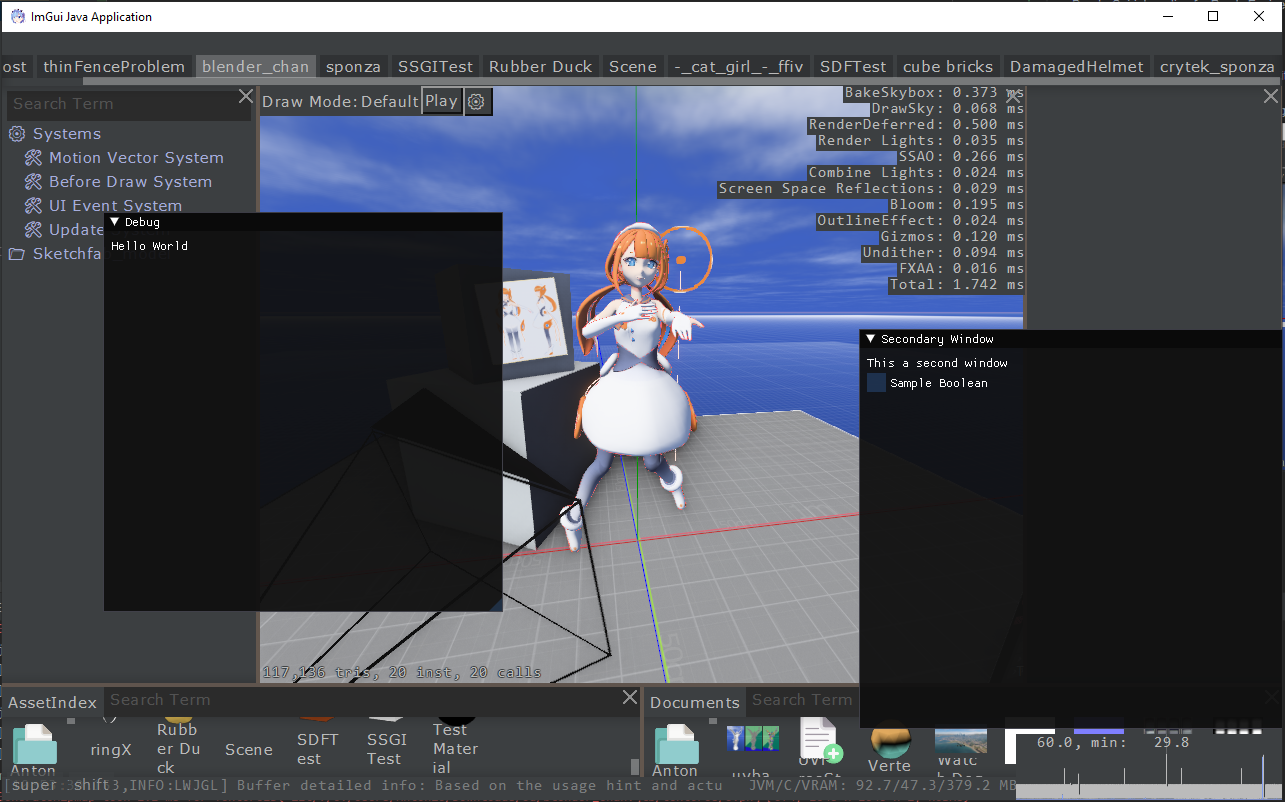 ImGui Java Application
ost thinFenceProblem blender_chan sponza SSGITest Rubber Duck Scene -_cat_girl_-_ffiv SDFTest cube bricks DamagedHelmet crytek_sponza
Search Term
Systems
Motion Vector System
Before Draw System
UI Event System
Update
Sketchfa
Debug
Hello World
Draw Mode: Default Play
BakeSkybox: 0.373 ms
DrawSky: 0.068 ms
RenderDeferred: 0.500 ms
Render Lights: 0.035 ms
SSAO: 0.266 ms
Combine Lights: 0.024 ms
Screen Space Reflections: 0.029 ms
Bloom: 0.195 ms
OutlineEffect: 0.024 ms
Gizmos: 0.120 ms
Undither: 0.094 ms
FXAA: 0.016 ms
Total: 1.742 ms
Secondary Window
This a second window
Sample Boolean
117,136 tris, 20 inst, 20 calls
AssetIndex Search Term
Anton
ringX
Rubb
er Du
ck
Scene
SDFT
est
SSGI
Test
Test
Mater
ial
Documents Search Term
Anton
Verte
60.0, min: 29.8
super shift 3,INFO:LWJGL] Buffer detailed info: Based on the usage hint and actu
JVM/C/VRAM: 92.7/47.3/379.2 MB